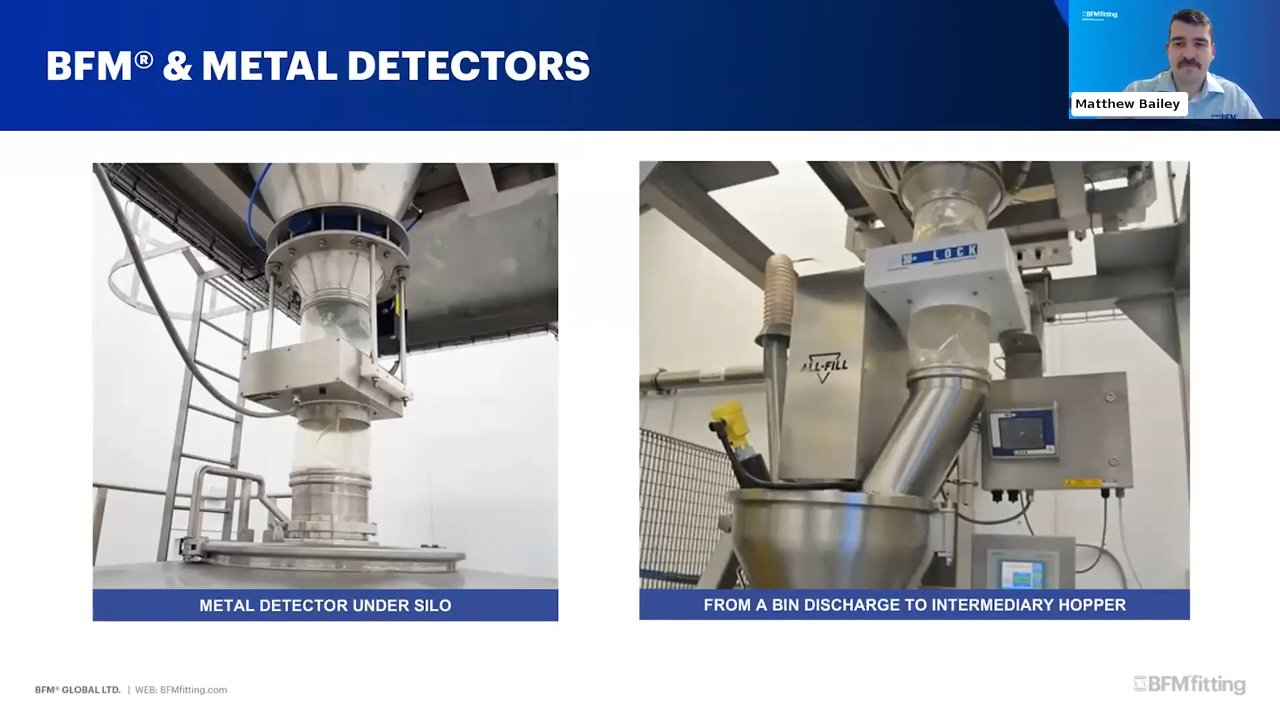 BFM® & METAL DETECTORS
BFMfitting
Matthew Bailey
LOCK
ALL-FILL
METAL DETECTOR UNDER SILO
FROM A BIN DISCHARGE TO INTERMEDIARY HOPPER
BFM® GLOBAL LTD. | WEB: BFMfitting.com
BFMfitting